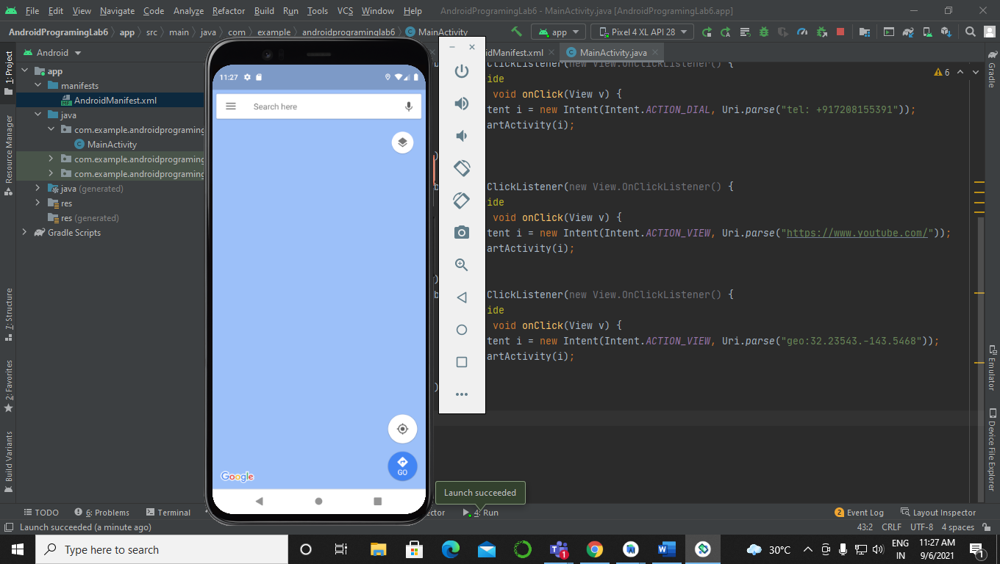 File Edit View Navigate Code Analyze Refactor Build Run Tools VCS Window Help AndroidProgramingLab6 - MainActivity.java [AndroidProgramingLab6.app]
AndroidProgramingLab6 app src main java com example androidprograminglab6 MainActivity app Pixel 4 XL API 28
Android
ndroidManifest.xml MainActivity.java
1: Project
Resource Manager
7: Structure
2: Favorites
Build Variants
app
manifests
AndroidManifest.xml
java
com.example.androidprograming
MainActivity
com.example.androidprograming
com.example.androidprograming
java (generated)
res
res (generated)
Gradle Scripts
11:27
Search here
GO
Google
ClickListener(new View.OnClickListener() {
ide
void onClick(View v) {
tent i = new Intent(Intent.ACTION_DIAL, Uri.parse("tel: +917208155391"));
artActivity(i);
)
b ClickListener(new View.OnClickListener() {
ide
void onClick(View v) {
tent i = new Intent(Intent.ACTION_VIEW, Uri.parse("https://www.youtube.com/"));
artActivity(i);
)
b ClickListener(new View.OnClickListener() {
ide
void onClick(View v) {
tent i = new Intent(Intent.ACTION_VIEW, Uri.parse("geo:32.23543.-143.5468"));
artActivity(i);
)
6
Gradle
Emulator
Device File Explorer
Launch succeeded
TODO 6: Problems Terminal ector 4: Run Event Log Layout Inspector
2
Launch succeeded (a minute ago) 43:2 CRLF UTF-8 4 spaces
Type here to search
1
30°C
ENG
IN
11:27 AM
9/6/2021
1